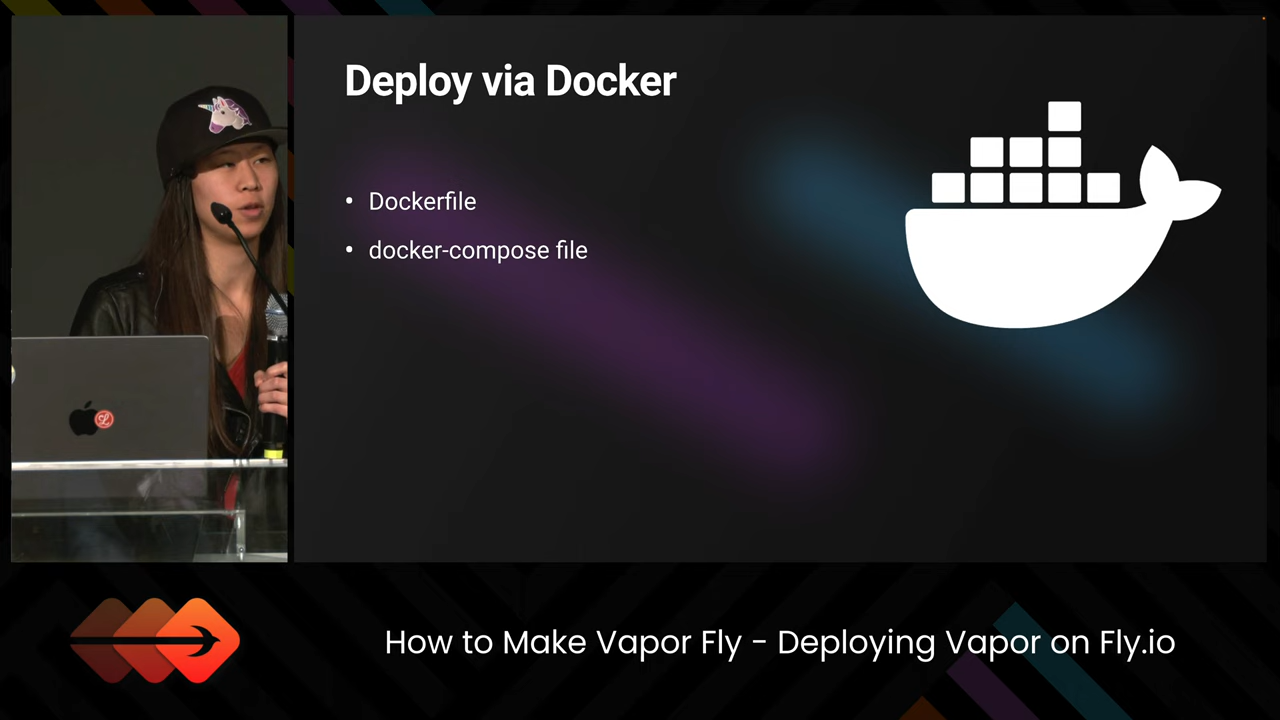 Deploy via Docker
• Dockerfile
• docker-compose file
How to Make Vapor Fly - Deploying Vapor on Fly.io